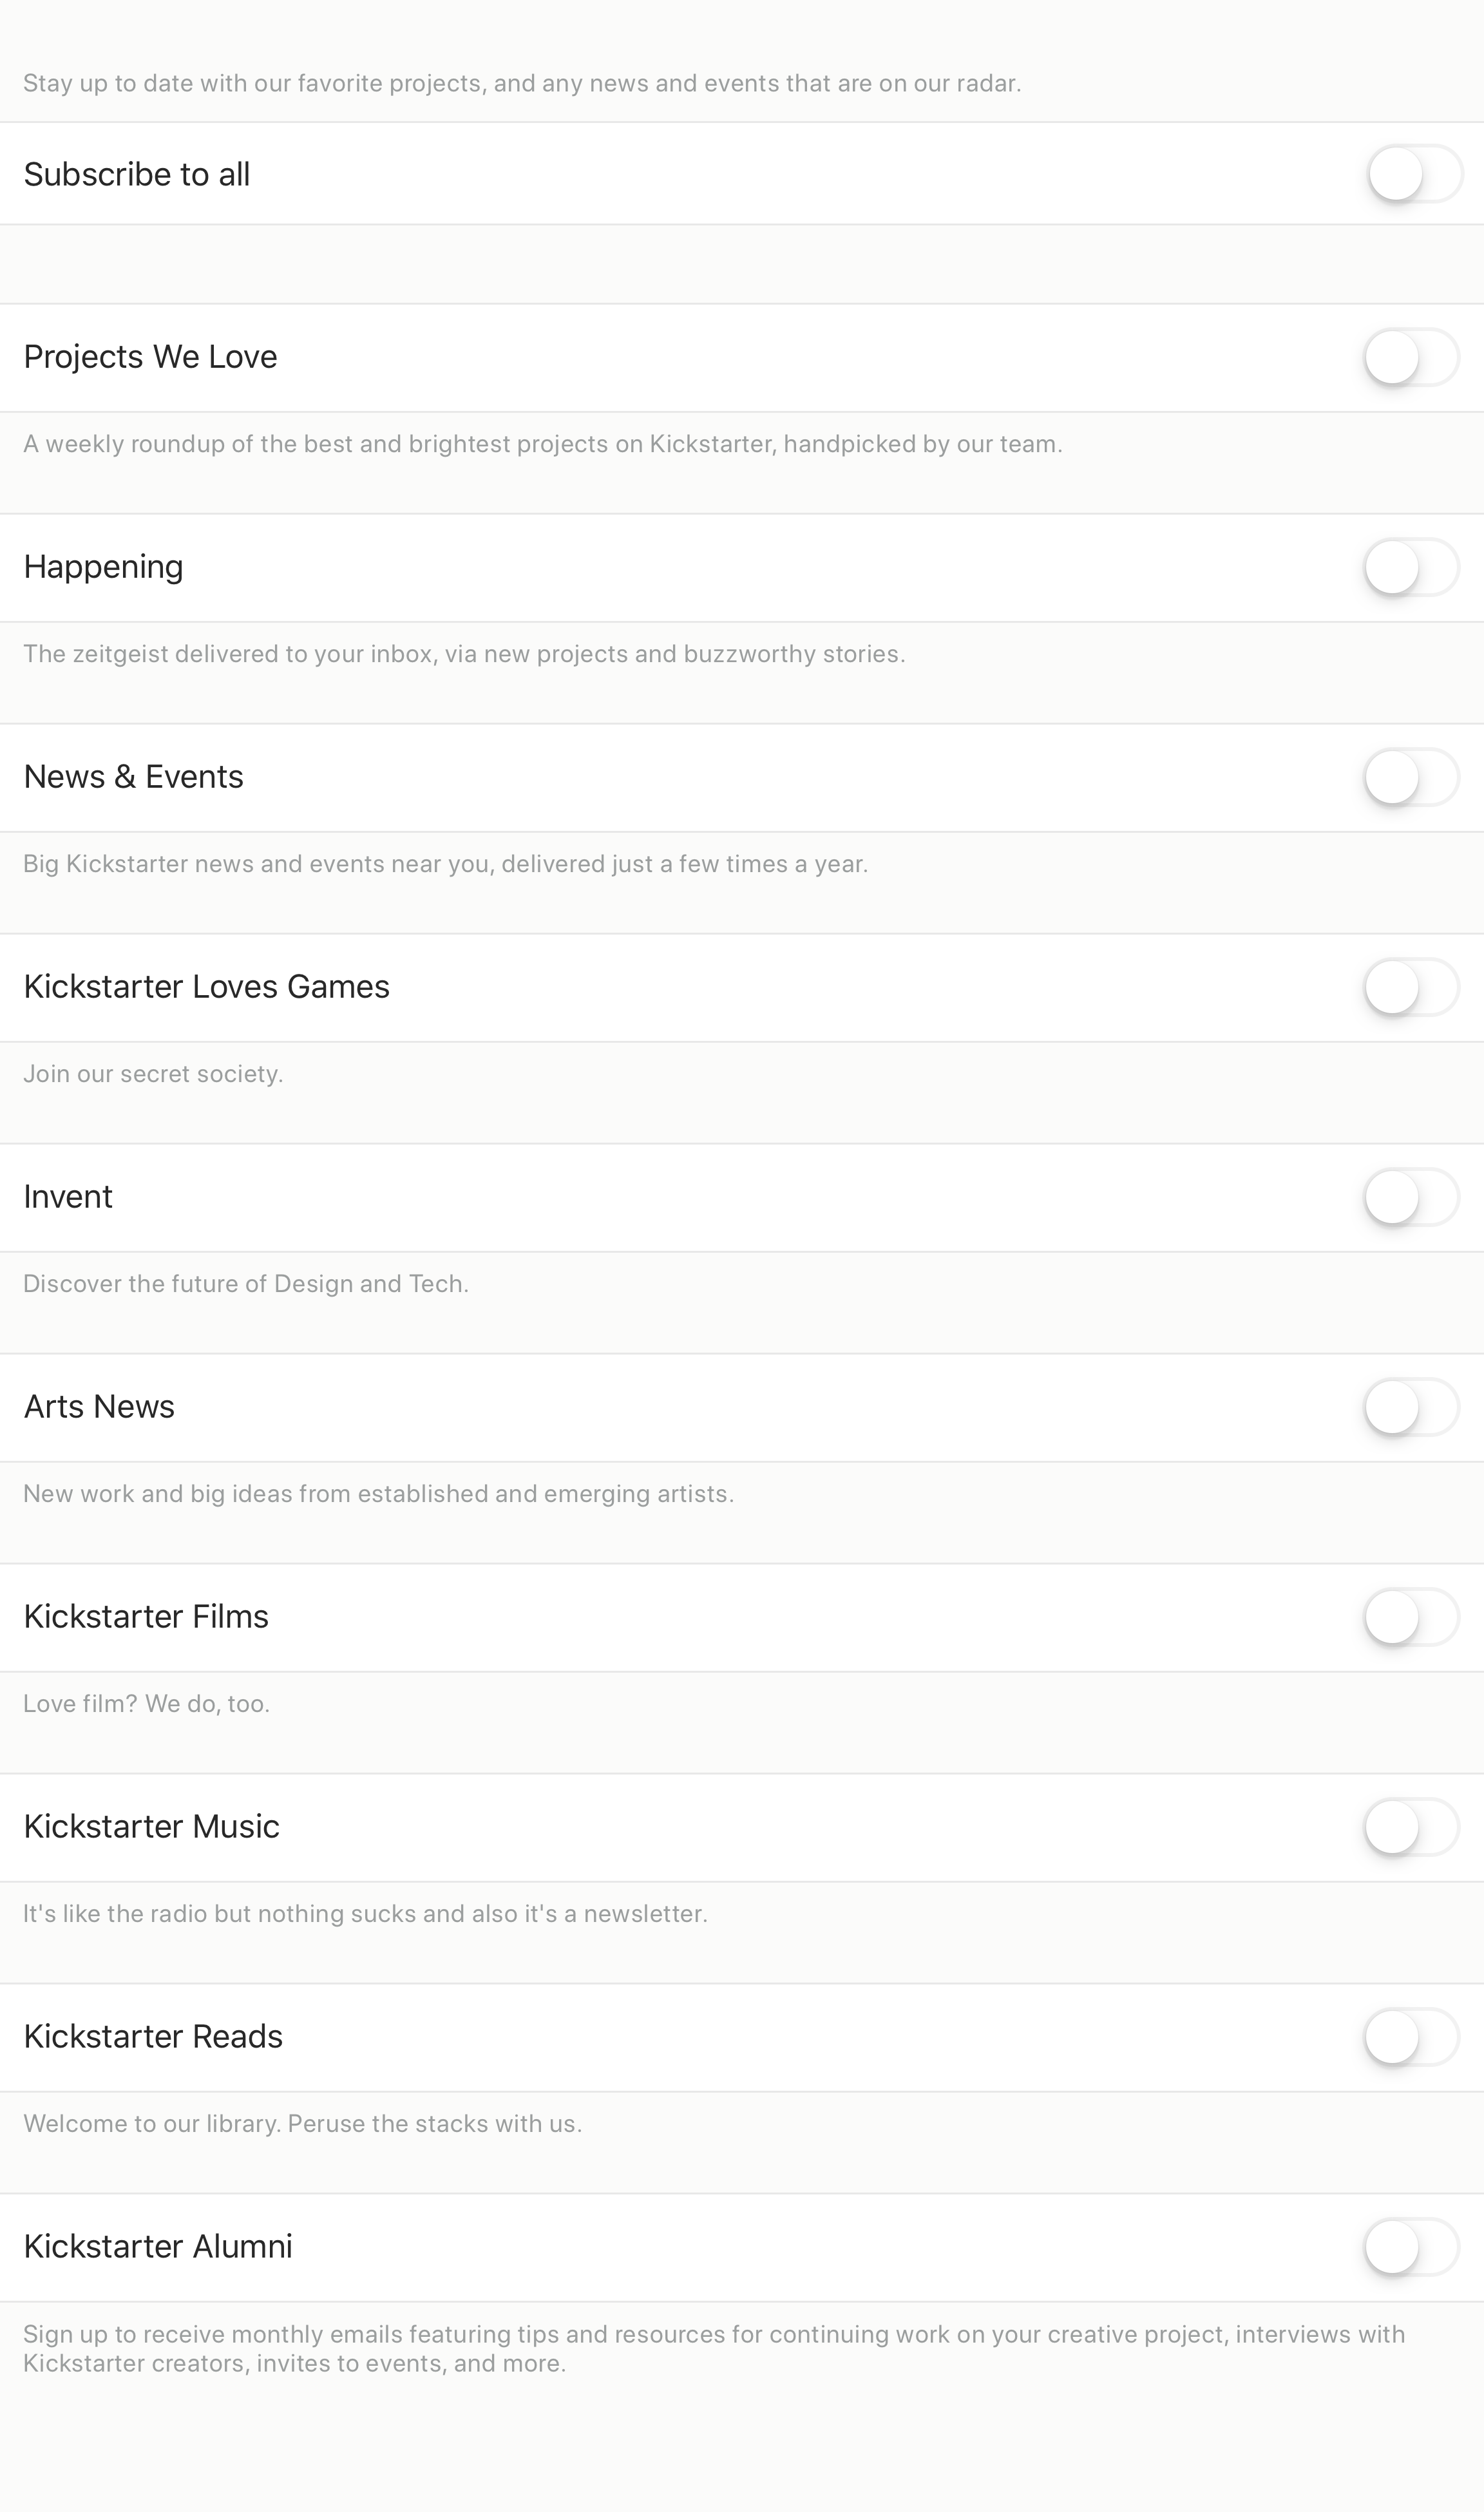 Stay up to date with our favorite projects, and any news and events that are on our radar.
Subscribe to all
Projects We Love
A weekly roundup of the best and brightest projects on Kickstarter, handpicked by our team.
Happening
The zeitgeist delivered to your inbox, via new projects and buzzworthy stories.
News & Events
Big Kickstarter news and events near you, delivered just a few times a year.
Kickstarter Loves Games
Join our secret society.
Invent
Discover the future of Design and Tech.
Arts News
New work and big ideas from established and emerging artists.
Kickstarter Films
Love film? We do, too.
Kickstarter Music
It's like the radio but nothing sucks and also it's a newsletter.
Kickstarter Reads
Welcome to our library. Peruse the stacks with us.
Kickstarter Alumni
Sign up to receive monthly emails featuring tips and resources for continuing work on your creative project, interviews with
Kickstarter creators, invites to events, and more.